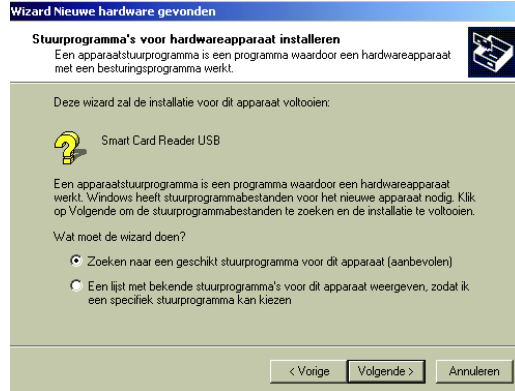 Wizard Nieuwe hardware gevonden
Stuurprogramma's voor hardwareapparaat installeren
Een apparaatstuurprogramma is een programma waardoor een hardwareapparaat
met een besturingsprogramma werkt.
Deze wizard zal de installatie voor dit apparaat voltooien:
Smart Card Reader USB
Een apparaatstuurprogramma is een programma waardoor een hardwareapparaat
werkt. Windows heeft stuurprogrammabestanden voor het nieuwe apparaat nodig. Klik
op Volgende om de stuurprogrammabestanden te zoeken en de installatie te voltooien.
Wat moet de wizard doen?
Zoeken naar een geschikt stuurprogramma voor dit apparaat (aanbevolen)
Een lijst met bekende stuurprogramma's voor dit apparaat weergeven, zodat ik
een specifiek stuurprogramma kan kiezen
< Vorige Volgende > Annuleren